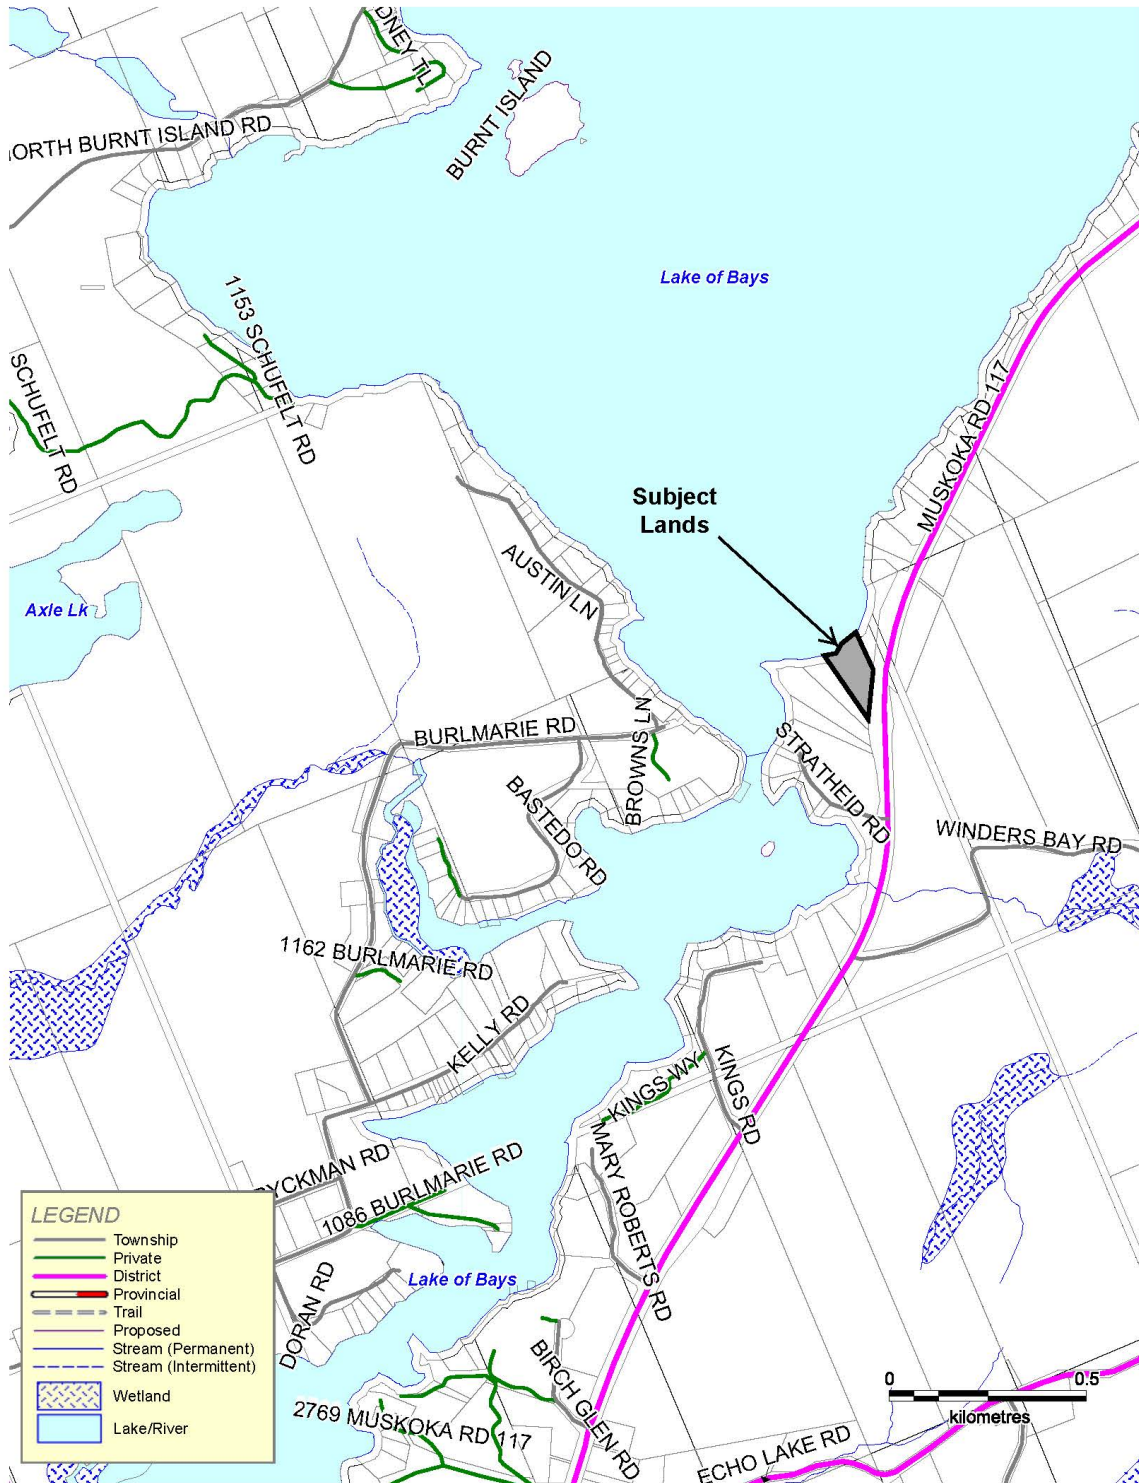 DNEY TL
BURNT ISLAND
ORTH BURNT ISLAND RD
Lake of Bays
1153 SCHUFELT RD
SCHUFELT RD
MUSKOKA RD 117
Subject
Lands
AUSTIN LN
Axle Lk
BURLMARIE RD
BROWNS LN
STRATHEID RD
BASTEDO RD
WINDERS BAY RD
1162 BURLMARIE RD
KELLY RD
KINGS WY
KINGS RD
MARY ROBERTS RD
RYCKMAN RD
1086 BURLMARIE RD
Lake of Bays
DORAN RD
BIRCH GLEN RD
2769 MUSKOKA RD 117
ECHO LAKE RD
0 0.5
kilometres
LEGEND
Township
Private
District
Provincial
Trail
Proposed
Stream (Permanent)
Stream (Intermittent)
Wetland
Lake/River